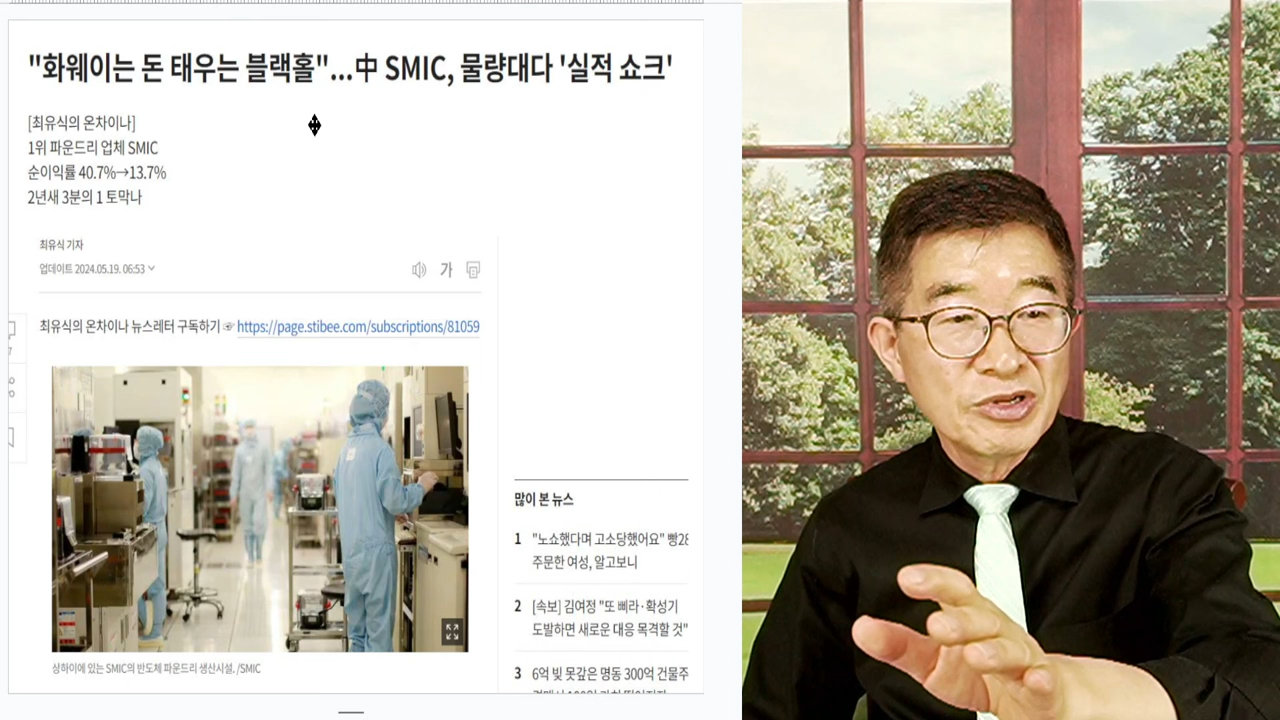 "화웨이는 돈 태우는 블랙홀"...中 SMIC, 물량대다 '실적 쇼크'
[최유식의 온차이나]
1위 파운드리 업체 SMIC
순이익률 40.7%→13.7%
2년새 3분의 1 토막나
최유식 기자
업데이트 2024.05.19. 06:53
가
최유식의 온차이나 뉴스레터 구독하기 ☞ https://page.stibee.com/subscriptions/81059
상하이에 있는 SMIC의 반도체 파운드리 생산시설. /SMIC
많이 본 뉴스
1 "노쇼했다며 고소당했어요" 빵28
주문한 여성, 알고보니
2 [속보] 김여정 "또 삐라·확성기
도발하면 새로운 대응 목격할 것"
3 6억 빚 못갚은 명동 300억 건물주